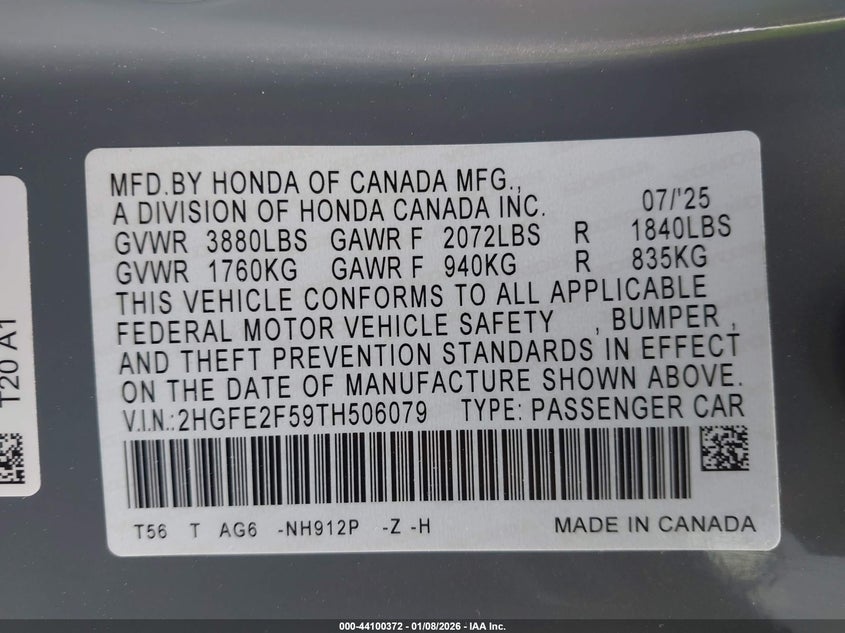 MFD.BY HONDA OF CANADA MFG.,
A DIVISION OF HONDA CANADA INC. 07/'25
GVWR 3880LBS GAWR F 2072LBS R 1840LBS
GVWR 1760KG GAWR F 940KG R 835KG
THIS VEHICLE CONFORMS TO ALL APPLICABLE
FEDERAL MOTOR VEHICLE SAFETY , BUMPER ,
AND THEFT PREVENTION STANDARDS IN EFFECT
ON THE DATE OF MANUFACTURE SHOWN ABOVE.
V.I.N.:2HGFE2F59TH506079 TYPE: PASSENGER CAR
T56 T AG6 -NH912P -Z -H MADE IN CANADA
T20 A1
000-44100372 - 01/08/2026 - IAA Inc.